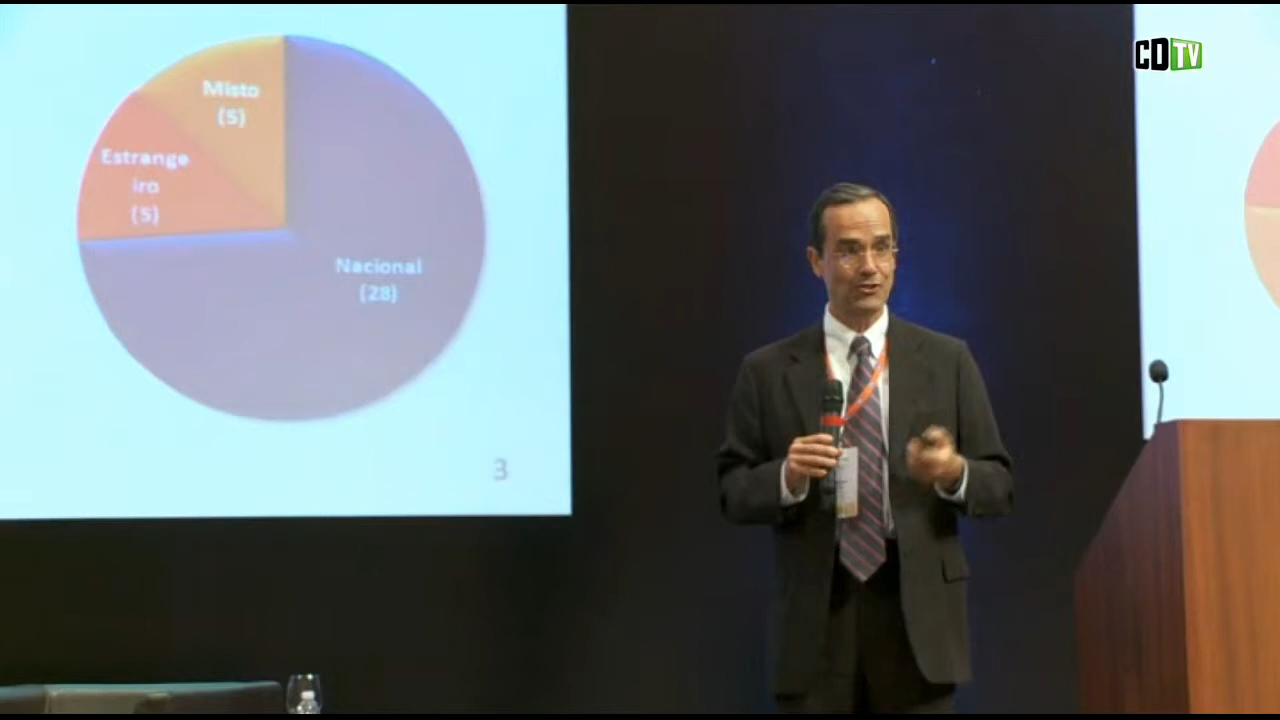 Misto
(5)
Estrange
iro
(5)
Nacional
(28)
3
CDTV